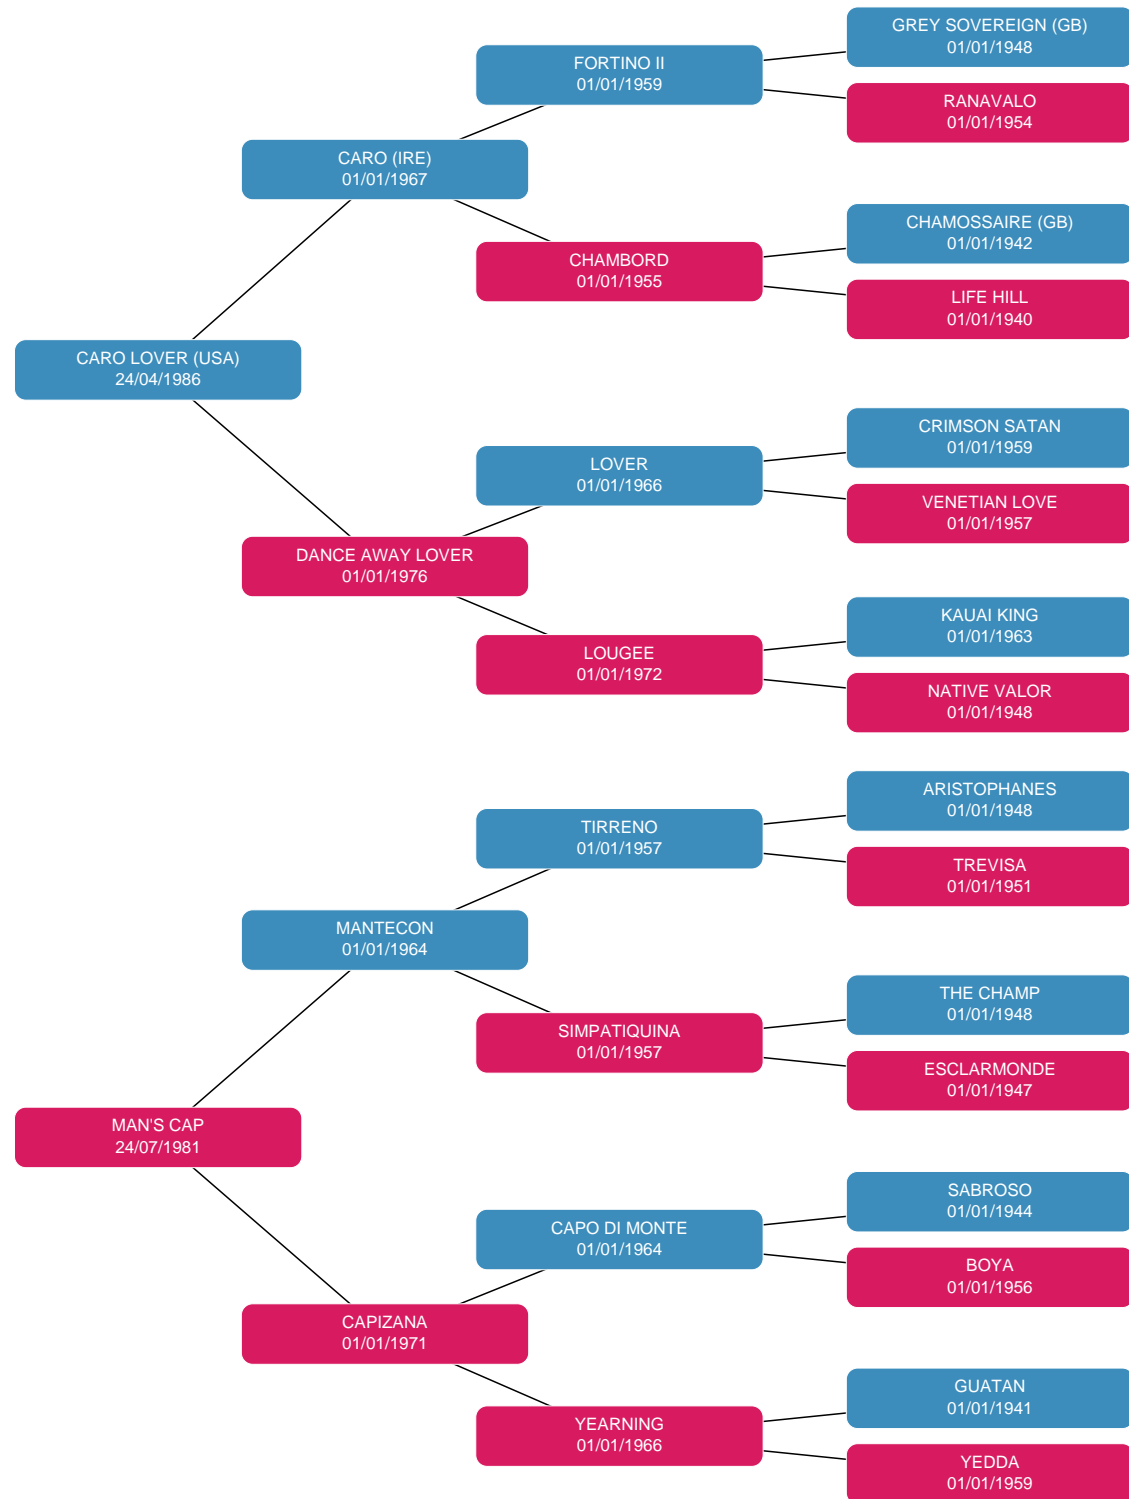 GREY SOVEREIGN (GB)
01/01/1948
FORTINO II
01/01/1959
RANAVALO
01/01/1954
CARO (IRE)
01/01/1967
CHAMOSSAIRE (GB)
01/01/1942
CHAMBORD
01/01/1955
LIFE HILL
01/01/1940
CARO LOVER (USA)
24/04/1986
CRIMSON SATAN
01/01/1959
LOVER
01/01/1966
VENETIAN LOVE
01/01/1957
DANCE AWAY LOVER
01/01/1976
KAUAI KING
01/01/1963
LOUGEE
01/01/1972
NATIVE VALOR
01/01/1948
ARISTOPHANES
01/01/1948
TIRRENO
01/01/1957
TREVISA
01/01/1951
MANTECON
01/01/1964
THE CHAMP
01/01/1948
SIMPATIQUINA
01/01/1957
ESCLARMONDE
01/01/1947
MAN'S CAP
24/07/1981
SABROSO
01/01/1944
CAPO DI MONTE
01/01/1964
BOYA
01/01/1956
CAPIZANA
01/01/1971
GUATAN
01/01/1941
YEARNING
01/01/1966
YEDDA
01/01/1959